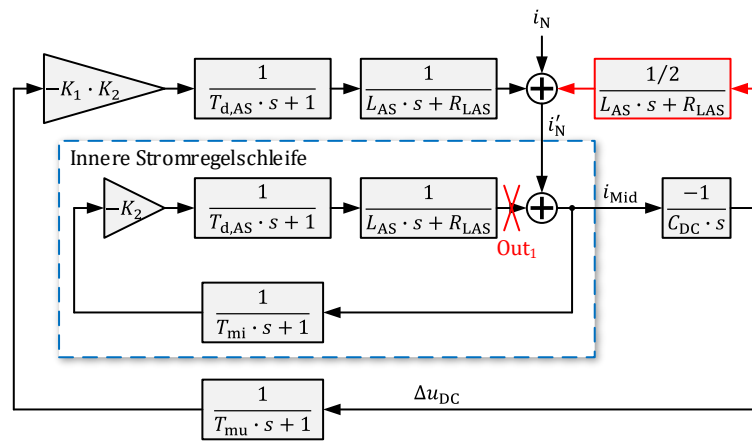 i_N
−K_1 · K_2
1
T_d,AS · s + 1
1
L_AS · s + R_LAS
1/2
L_AS · s + R_LAS
i′_N
Innere Stromregelschleife
−K_2
1
T_d,AS · s + 1
1
L_AS · s + R_LAS
Out_1
i_Mid
−1
C_DC · s
1
T_mi · s + 1
1
T_mu · s + 1
Δu_DC